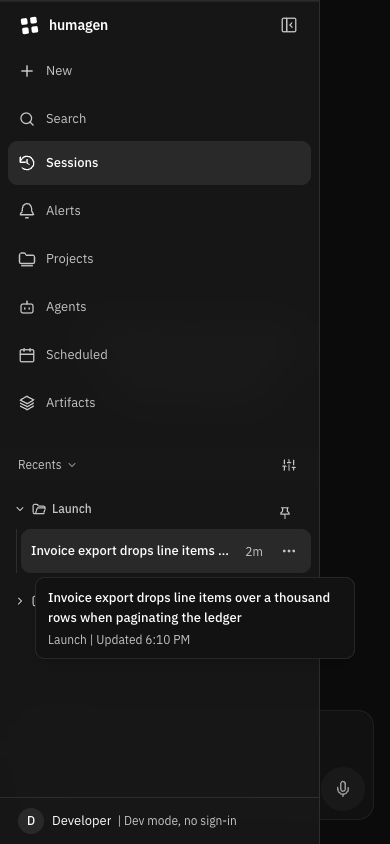 humagen
New
Search
Sessions
Alerts
Projects
Agents
Scheduled
Artifacts
Recents
Launch
Invoice export drops line items ... 2m
Invoice export drops line items over a thousand
rows when paginating the ledger
Launch | Updated 6:10 PM
D Developer | Dev mode, no sign-in